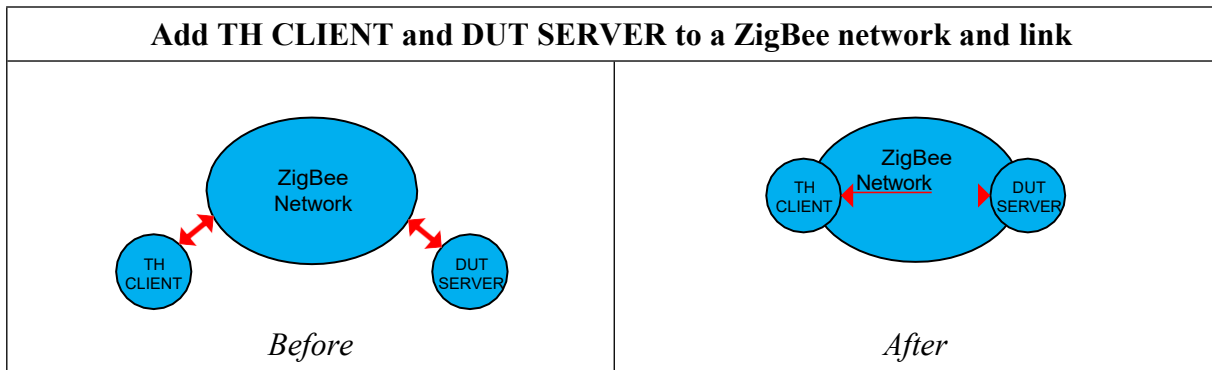 Add TH CLIENT and DUT SERVER to a ZigBee network and link
ZigBee
Network
TH
CLIENT
DUT
SERVER
Before
ZigBee
Network
TH
CLIENT
DUT
SERVER
After